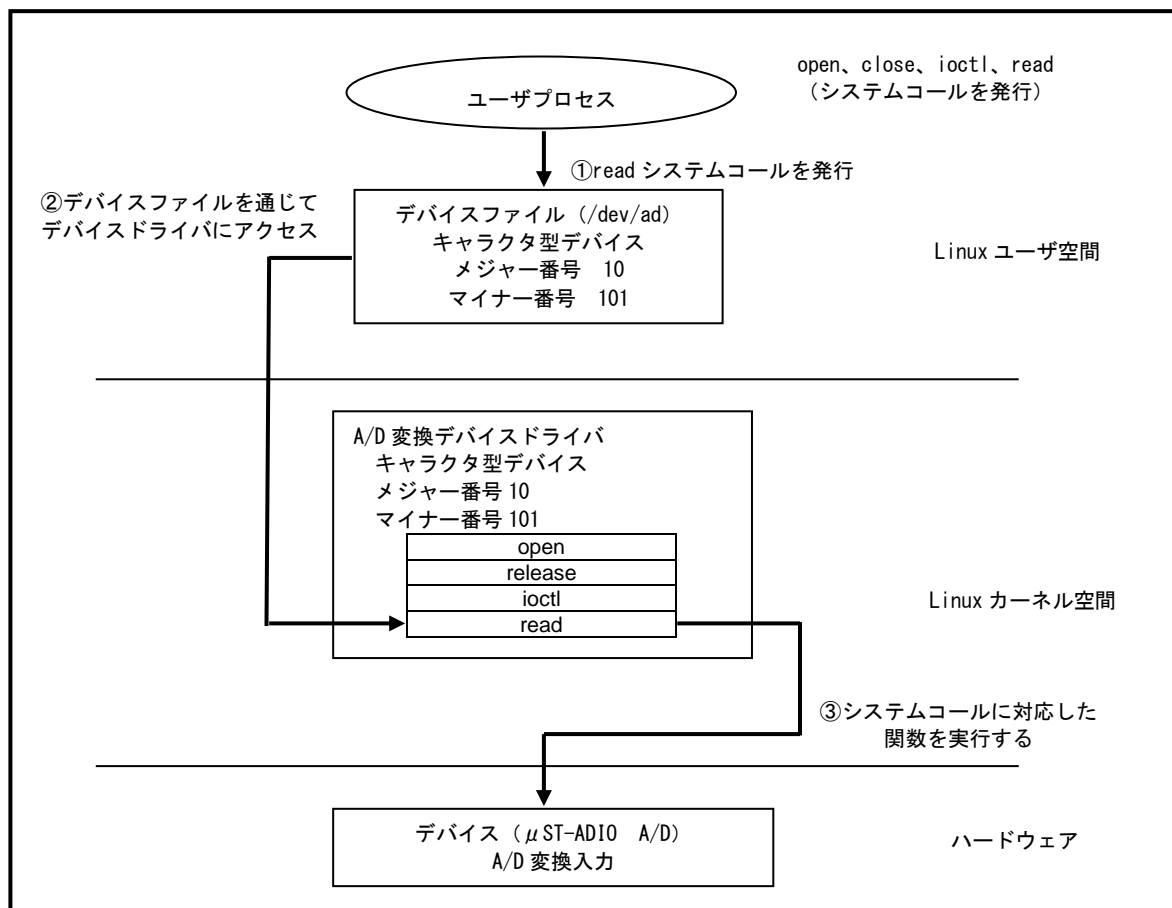 open、close、ioctl、read
（システムコールを発行）
ユーザプロセス
①read システムコールを発行
②デバイスファイルを通じて
デバイスドライバにアクセス
デバイスファイル（/dev/ad）
キャラクタ型デバイス
メジャー番号　10
マイナー番号　101
Linux ユーザ空間
A/D 変換デバイスドライバ
キャラクタ型デバイス
メジャー番号 10
マイナー番号 101
open
release
ioctl
read
Linux カーネル空間
③システムコールに対応した
関数を実行する
デバイス（μST-ADIO　A/D）
A/D 変換入力
ハードウェア